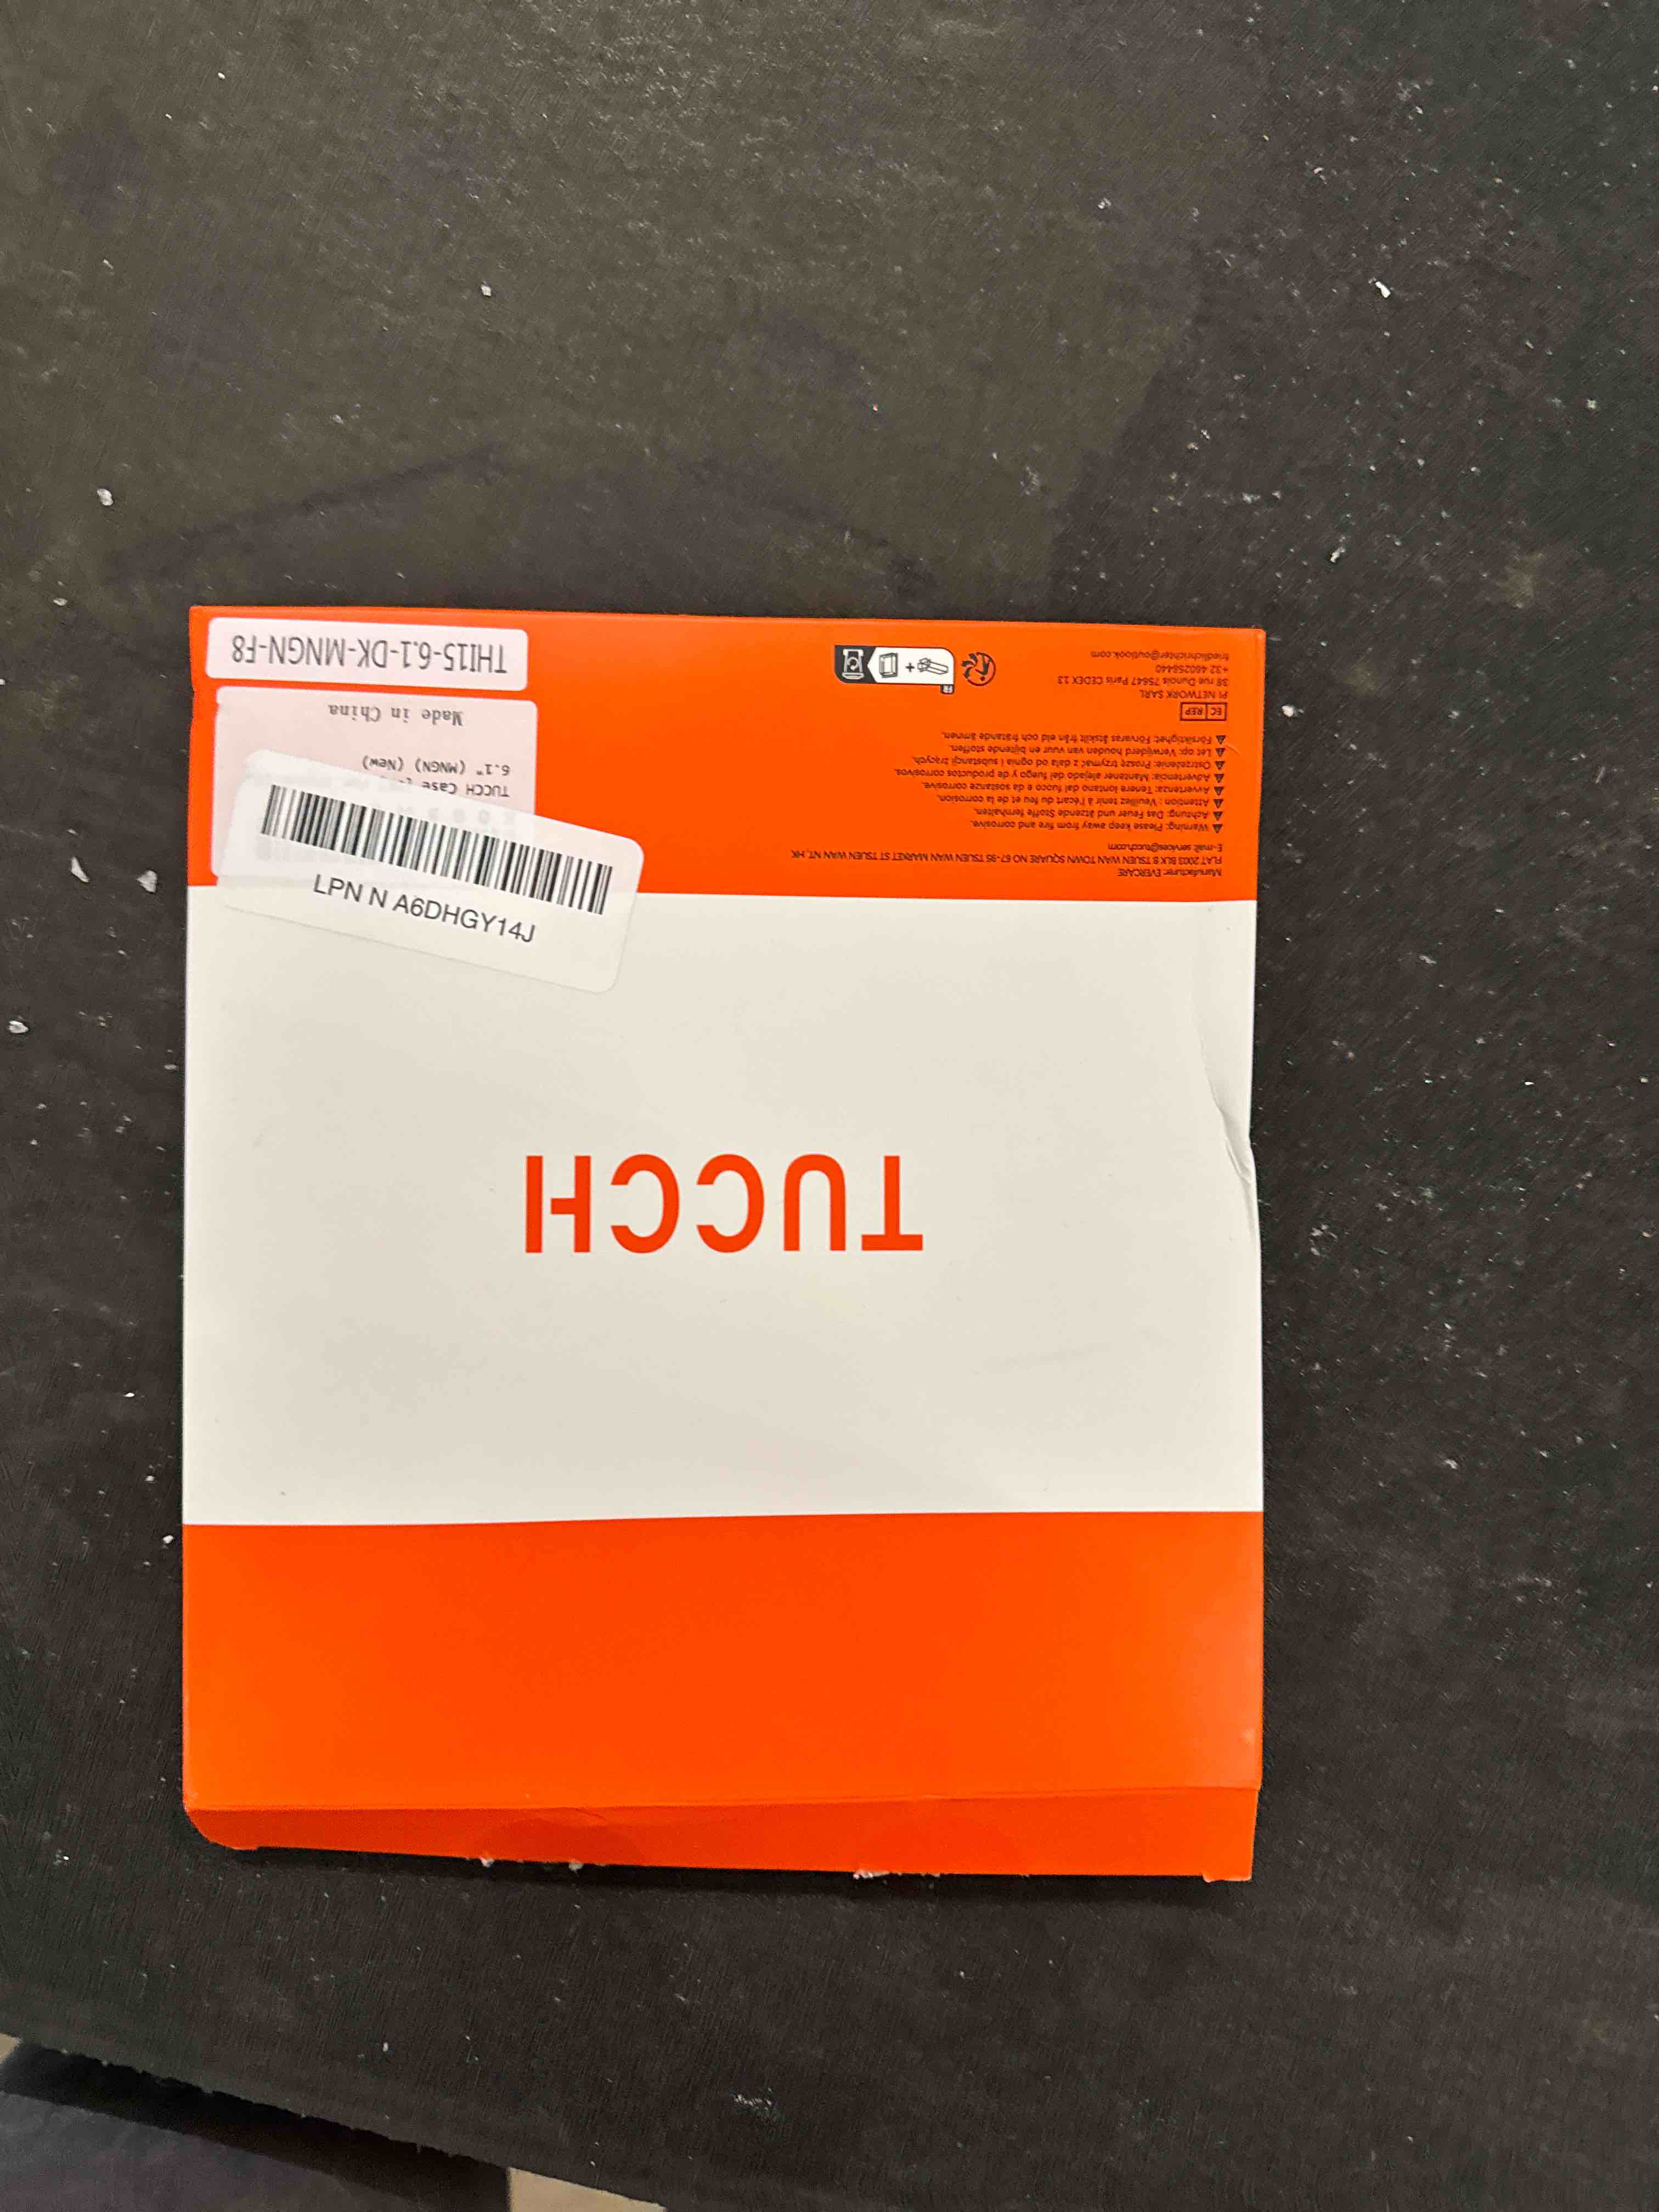 TUCCH
LPN N A6DHGY14J
TUCCH Case
6.1" (MNGN) (New)
Made in China
THI15-6.1-DK-MNGN-F8
Manufacturer: EVERCARE
FLAT 2003 BLK B TSUEN WAN TOWN SQUARE NO 67-95 TSUEN WAN MARKET ST TSUEN WAN NT, HK
E-mail: services@tucch.com
Warning: Please keep away from fire and corrosive.
Achtung: Das Feuer und ätzende Stoffe fernhalten.
Attention : Veuillez tenir à l'écart du feu et de la corrosion.
Avvertenza: Tenere lontano dal fuoco e da sostanze corrosive.
Advertencia: Mantener alejado del fuego y de productos corrosivos.
Ostrzeżenie: Proszę trzymać z dala od ognia i substancji żrących.
Let op: Verwijderd houden van vuur en bijtende stoffen.
Försiktighet: Förvaras åtskilt från eld och frätande ämnen.
EC REP
PI NETWORK SARL
38 rue Dunois 75647 Paris CEDEX 13
+32 460258440
friedlichrichter@outlook.com
FR